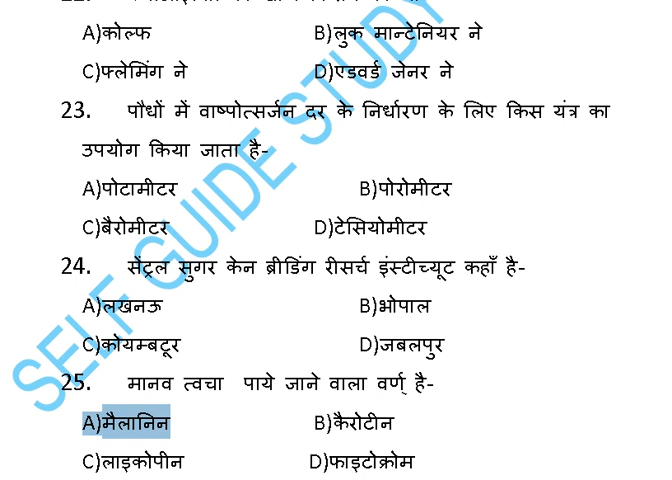 A)कोल्फ B)लुक मान्टेनियर ने
C)फ्लेमिंग ने D)एडवर्ड जेनर ने
23. पौधों में वाष्पोत्सर्जन दर के निर्धारण के लिए किस यंत्र का
उपयोग किया जाता है-
A)पोटामीटर B)पोरोमीटर
C)बैरोमीटर D)टेसियोमीटर
24. सेंट्रल सुगर केन ब्रीडिंग रीसर्च इंस्टीच्यूट कहाँ है-
A)लखनऊ B)भोपाल
C)कोयम्बटूर D)जबलपुर
25. मानव त्वचा पाये जाने वाला वर्ण् है-
A)मैलानिन B)कैरोटीन
C)लाइकोपीन D)फाइटोक्रोम
SELF GUIDE STUDY